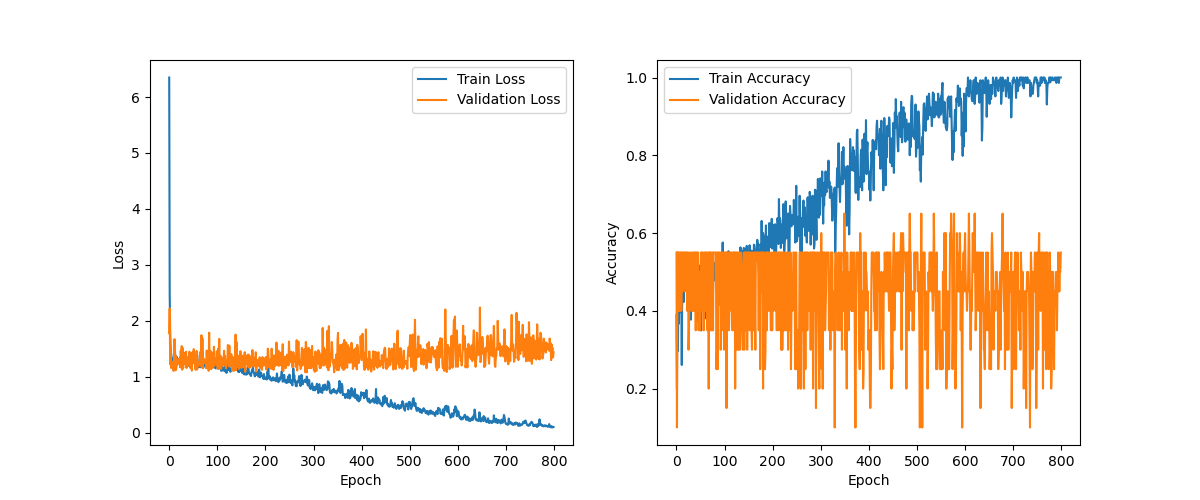 Train Loss
Validation Loss
6
5
4
3
2
1
0
Loss
0 100 200 300 400 500 600 700 800
Epoch
Train Accuracy
Validation Accuracy
1.0
0.8
0.6
0.4
0.2
Accuracy
0 100 200 300 400 500 600 700 800
Epoch